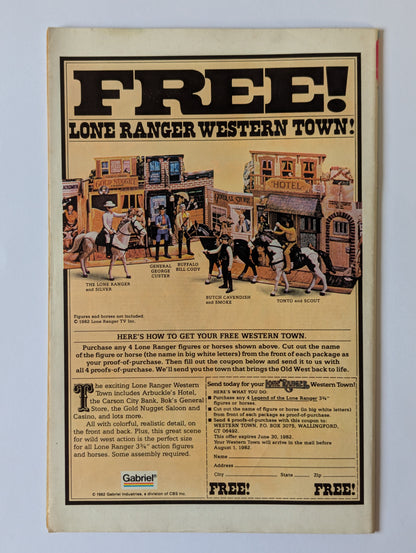 FREE!
LONE RANGER WESTERN TOWN!
GOLD NUGGET
GENERAL STORE
HOTEL
THE LONE RANGER
and SILVER
GENERAL
GEORGE
CUSTER
BUFFALO
BILL CODY
BUTCH CAVENDISH
and SMOKE
TONTO and SCOUT
Figures and horses not included.
© 1982 Lone Ranger TV Inc.
HERE'S HOW TO GET YOUR FREE WESTERN TOWN.
Purchase any 4 Lone Ranger figures or horses shown above. Cut out the name
of the figure or horse (the name in big white letters) from the front of each package as
your proof-of-purchase. Then fill out the coupon below and send it to us with
all 4 proofs-of-purchase. We'll send you the town that brings the Old West back to life.
The exciting Lone Ranger Western
Town includes Arbuckle's Hotel,
the Carson City Bank, Bok's General
Store, the Gold Nugget Saloon and
Casino, and lots more.
All with colorful, realistic detail, on
the front and back. Plus, this great scene
for wild west action is the perfect size
for all Lone Ranger 3¾" action figures
and horses. Some assembly required.
Gabriel
© 1982 Gabriel Industries, a division of CBS Inc.
Send today for your LONE RANGER Western Town!
HERE'S WHAT YOU DO:
Purchase any 4 Legend of the Lone Ranger 3¾"
figures or horses.
Cut out name of the figure or horse (in big white letters)
from front of each package as proof-of-purchase.
Send 4 proofs-of-purchase with this coupon to:
WESTERN TOWN, P.O. BOX 3075, WALLINGFORD,
CT 06492.
This offer expires June 30, 1982.
Your Western Town will arrive in the mail before
August 1, 1982.
Name
Address
City State Zip
FREE! FREE!